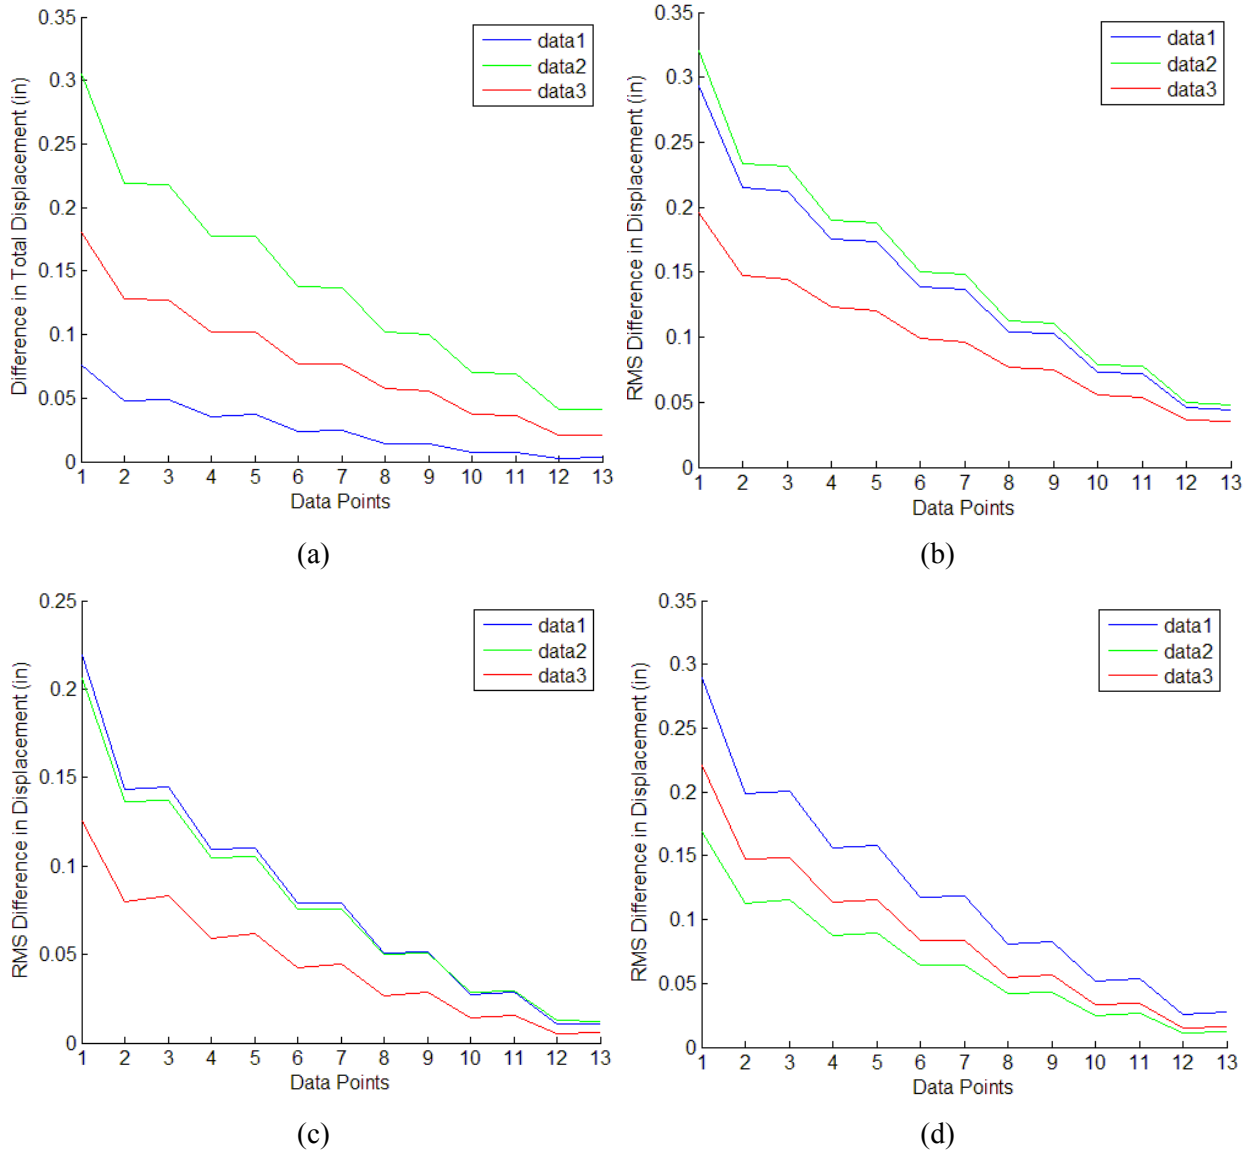 0.35
0.3
0.25
0.2
0.15
0.1
0.05
0
Difference in Total Displacement (in)
data1
data2
data3
1 2 3 4 5 6 7 8 9 10 11 12 13
Data Points
(a)
0.35
0.3
0.25
0.2
0.15
0.1
0.05
0
RMS Difference in Displacement (in)
data1
data2
data3
1 2 3 4 5 6 7 8 9 10 11 12 13
Data Points
(b)
0.25
0.2
0.15
0.1
0.05
0
RMS Difference in Displacement (in)
data1
data2
data3
1 2 3 4 5 6 7 8 9 10 11 12 13
Data Points
(c)
0.35
0.3
0.25
0.2
0.15
0.1
0.05
0
RMS Difference in Displacement (in)
data1
data2
data3
1 2 3 4 5 6 7 8 9 10 11 12 13
Data Points
(d)